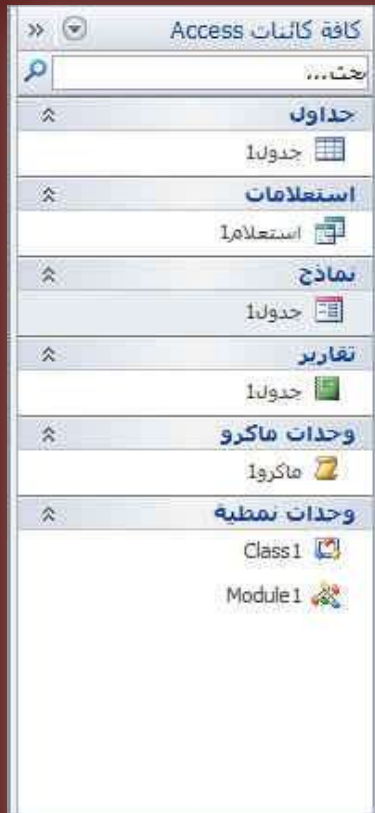 كافة كائنات Access
بحث...
جداول
جدول1
استعلامات
استعلام1
نماذج
جدول1
تقارير
جدول1
وحدات ماكرو
ماكرو1
وحدات نمطية
Class1
Module1